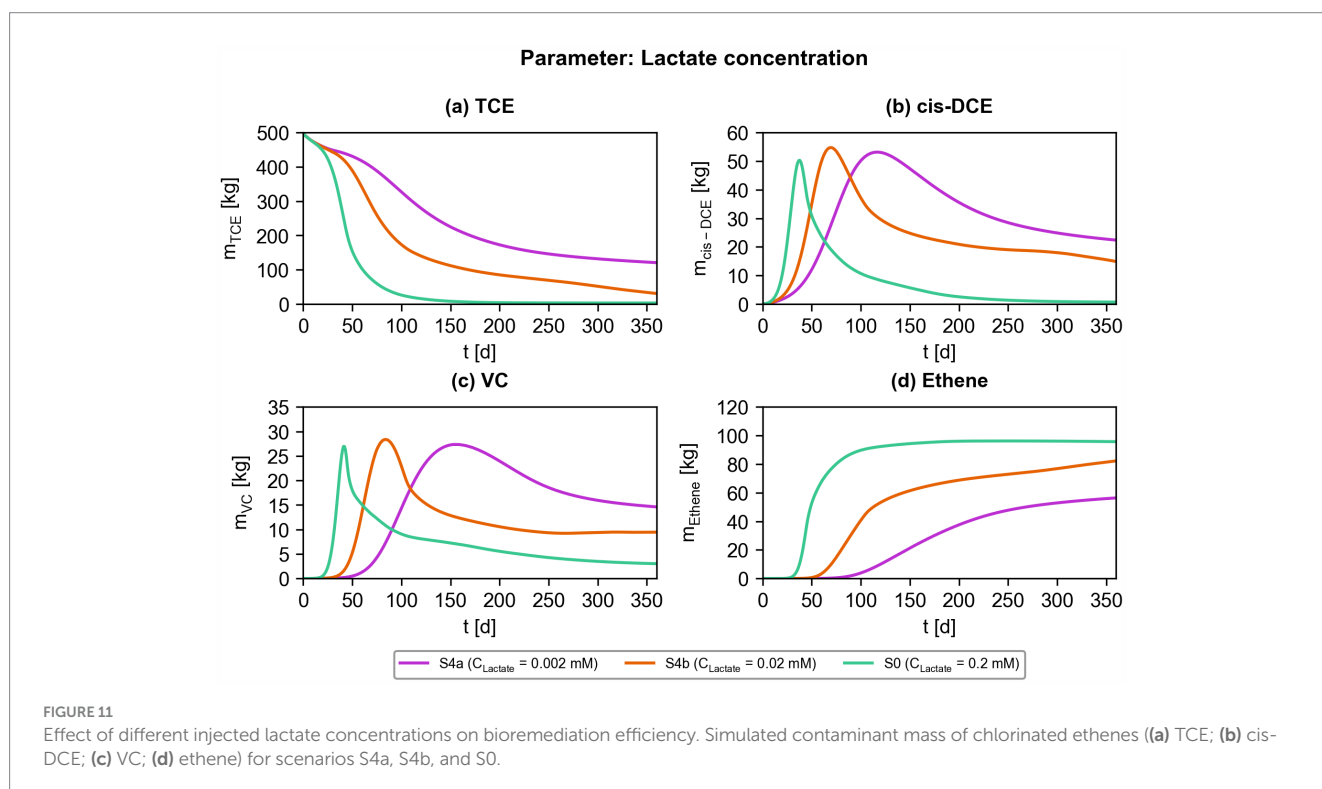 Parameter: Lactate concentration
(a) TCE
(b) cis-DCE
500
400
300
200
100
0
m_TCE [kg]
0 50 100 150 200 250 300 350
t [d]
60
50
40
30
20
10
0
m_cis − DCE [kg]
0 50 100 150 200 250 300 350
t [d]
(c) VC
(d) Ethene
35
30
25
20
15
10
5
0
m_VC [kg]
0 50 100 150 200 250 300 350
t [d]
120
100
80
60
40
20
0
m_Ethene [kg]
0 50 100 150 200 250 300 350
t [d]
S4a (C_Lactate = 0.002 mM) S4b (C_Lactate = 0.02 mM) S0 (C_Lactate = 0.2 mM)
FIGURE 11
Effect of different injected lactate concentrations on bioremediation efficiency. Simulated contaminant mass of chlorinated ethenes ((a) TCE; (b) cis-
DCE; (c) VC; (d) ethene) for scenarios S4a, S4b, and S0.